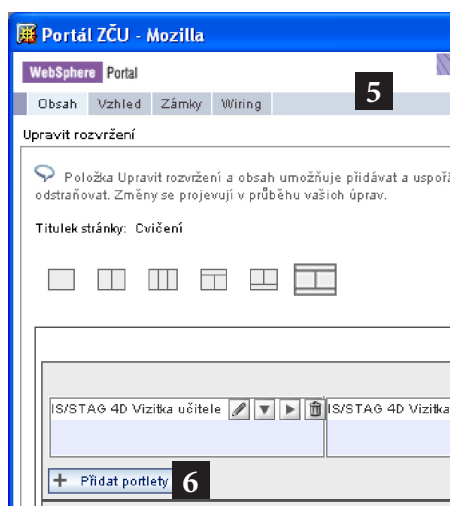 Portál ZČU - Mozilla
WebSphere Portal
5
Obsah Vzhled Zámky Wiring
Upravit rozvržení
Položka Upravit rozvržení a obsah umožňuje přidávat a uspořá
odstraňovat. Změny se projevují v průběhu vašich úprav.
Titulek stránky: Cvičení
IS/STAG 4D Vizitka učitele IS/STAG 4D Vizitka
+ Přidat portlety 6